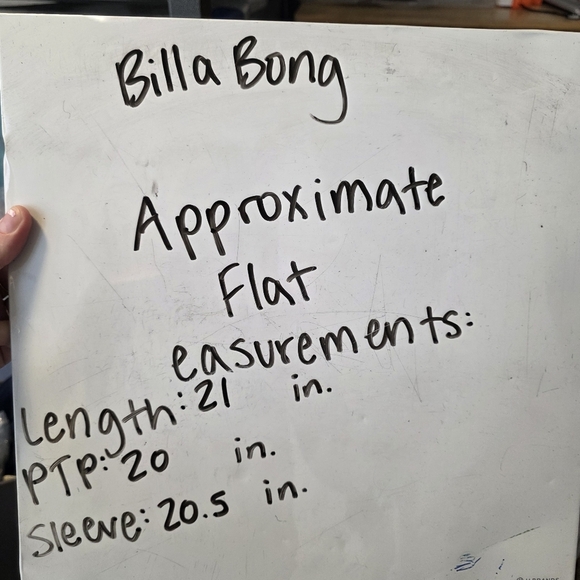 Billa Bong
Approximate
Flat
easurements:
Length: 21 in.
PTP: 20 in.
Sleeve: 20.5 in.